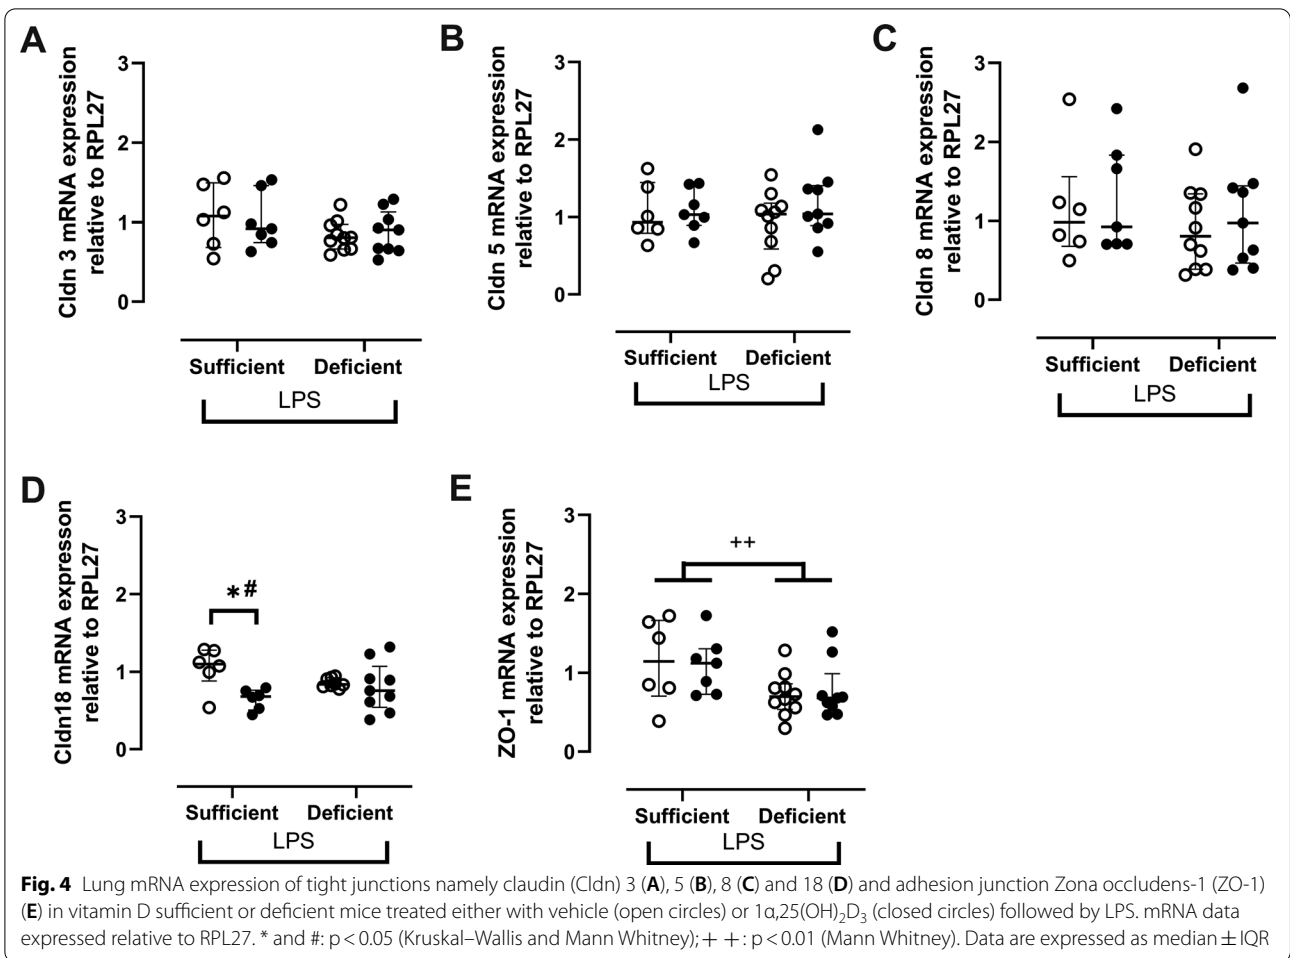 A
Cldn 3 mRNA expression
relative to RPL27
3
2
1
0
Sufficient Deficient
LPS
B
Cldn 5 mRNA expression
relative to RPL27
3
2
1
0
Sufficient Deficient
LPS
C
Cldn 8 mRNA expression
relative to RPL27
3
2
1
0
Sufficient Deficient
LPS
D
Cldn18 mRNA expresson
relative to RPL27
3
2
1
0
*#
Sufficient Deficient
LPS
E
ZO-1 mRNA expression
relative to RPL27
3
2
1
0
++
Sufficient Deficient
LPS
Fig. 4 Lung mRNA expression of tight junctions namely claudin (Cldn) 3 (A), 5 (B), 8 (C) and 18 (D) and adhesion junction Zona occludens-1 (ZO-1)
(E) in vitamin D sufficient or deficient mice treated either with vehicle (open circles) or 1α,25(OH)₂D₃ (closed circles) followed by LPS. mRNA data
expressed relative to RPL27. * and #: p < 0.05 (Kruskal–Wallis and Mann Whitney); + +: p < 0.01 (Mann Whitney). Data are expressed as median ± IQR